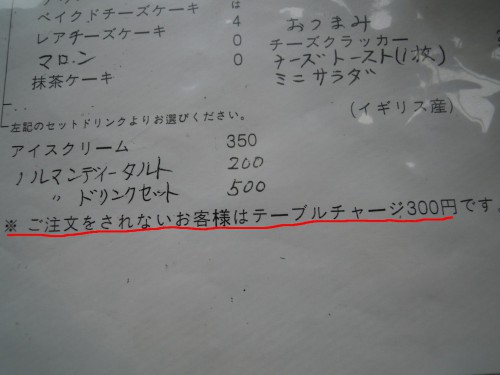 ベイクドチーズケーキ は
レアチーズケーキ 4
マロン 0
抹茶ケーキ 0
おつまみ
チーズクラッカー
チーズトースト(1枚)
ミニサラダ
(イギリス産)
左記のセットドリンクよりお選びください。
アイスクリーム 350
ノルマンディータルト 200
〃 ドリンクセット 500
※ ご注文をされないお客様はテーブルチャージ300円です。